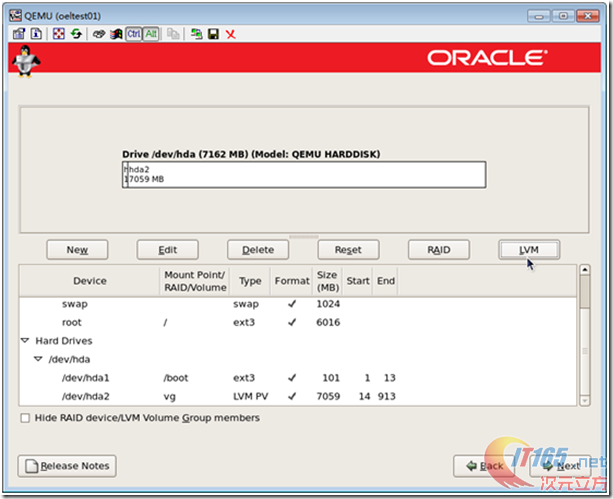 QEMU (oeltest01)
Ctrl Alt
ORACLE
Drive /dev/hda (7162 MB) (Model: QEMU HARDDISK)
hda2
17059 MB
New Edit Delete Reset RAID LVM
Device Mount Point/ RAID/Volume Type Format Size (MB) Start End
swap swap ✓ 1024
root / ext3 ✓ 6016
Hard Drives
/dev/hda
/dev/hda1 /boot ext3 ✓ 101 1 13
/dev/hda2 vg LVM PV ✓ 7059 14 913
Hide RAID device/LVM Volume Group members
Release Notes Back Next
IT165.net
次元立方